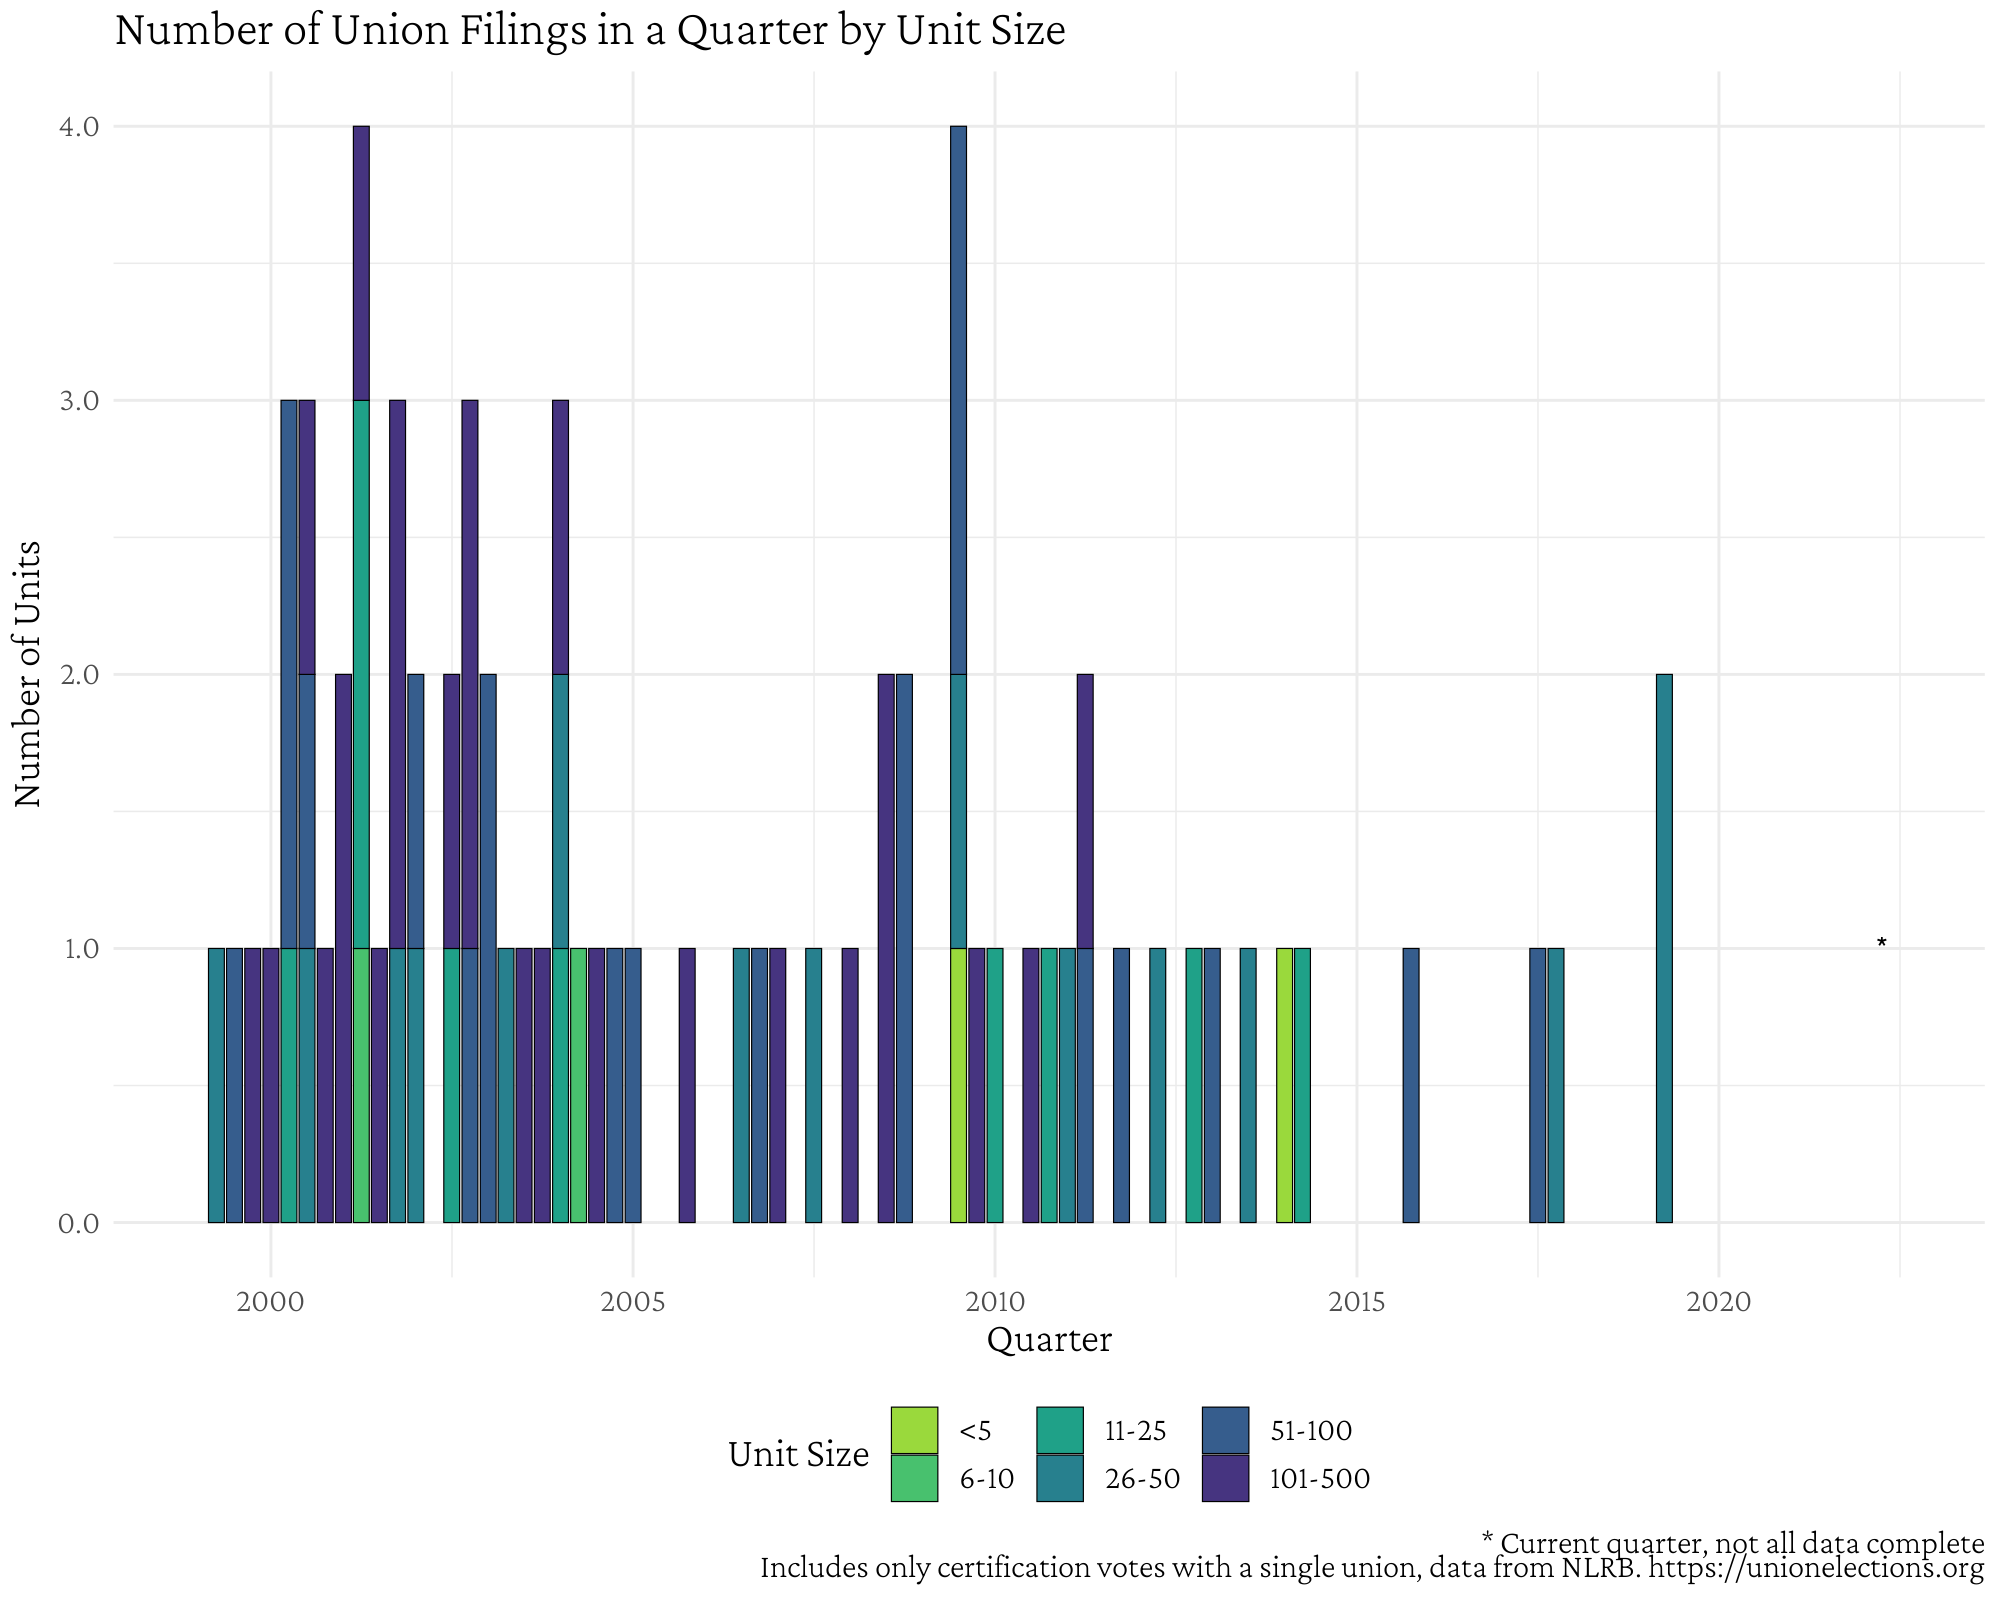 Number of Union Filings in a Quarter by Unit Size
Number of Units
4.0
3.0
2.0
1.0
0.0
*
2000 2005 2010 2015 2020
Quarter
Unit Size
<5 11-25 51-100
6-10 26-50 101-500
* Current quarter, not all data complete
Includes only certification votes with a single union, data from NLRB. https://unionelections.org